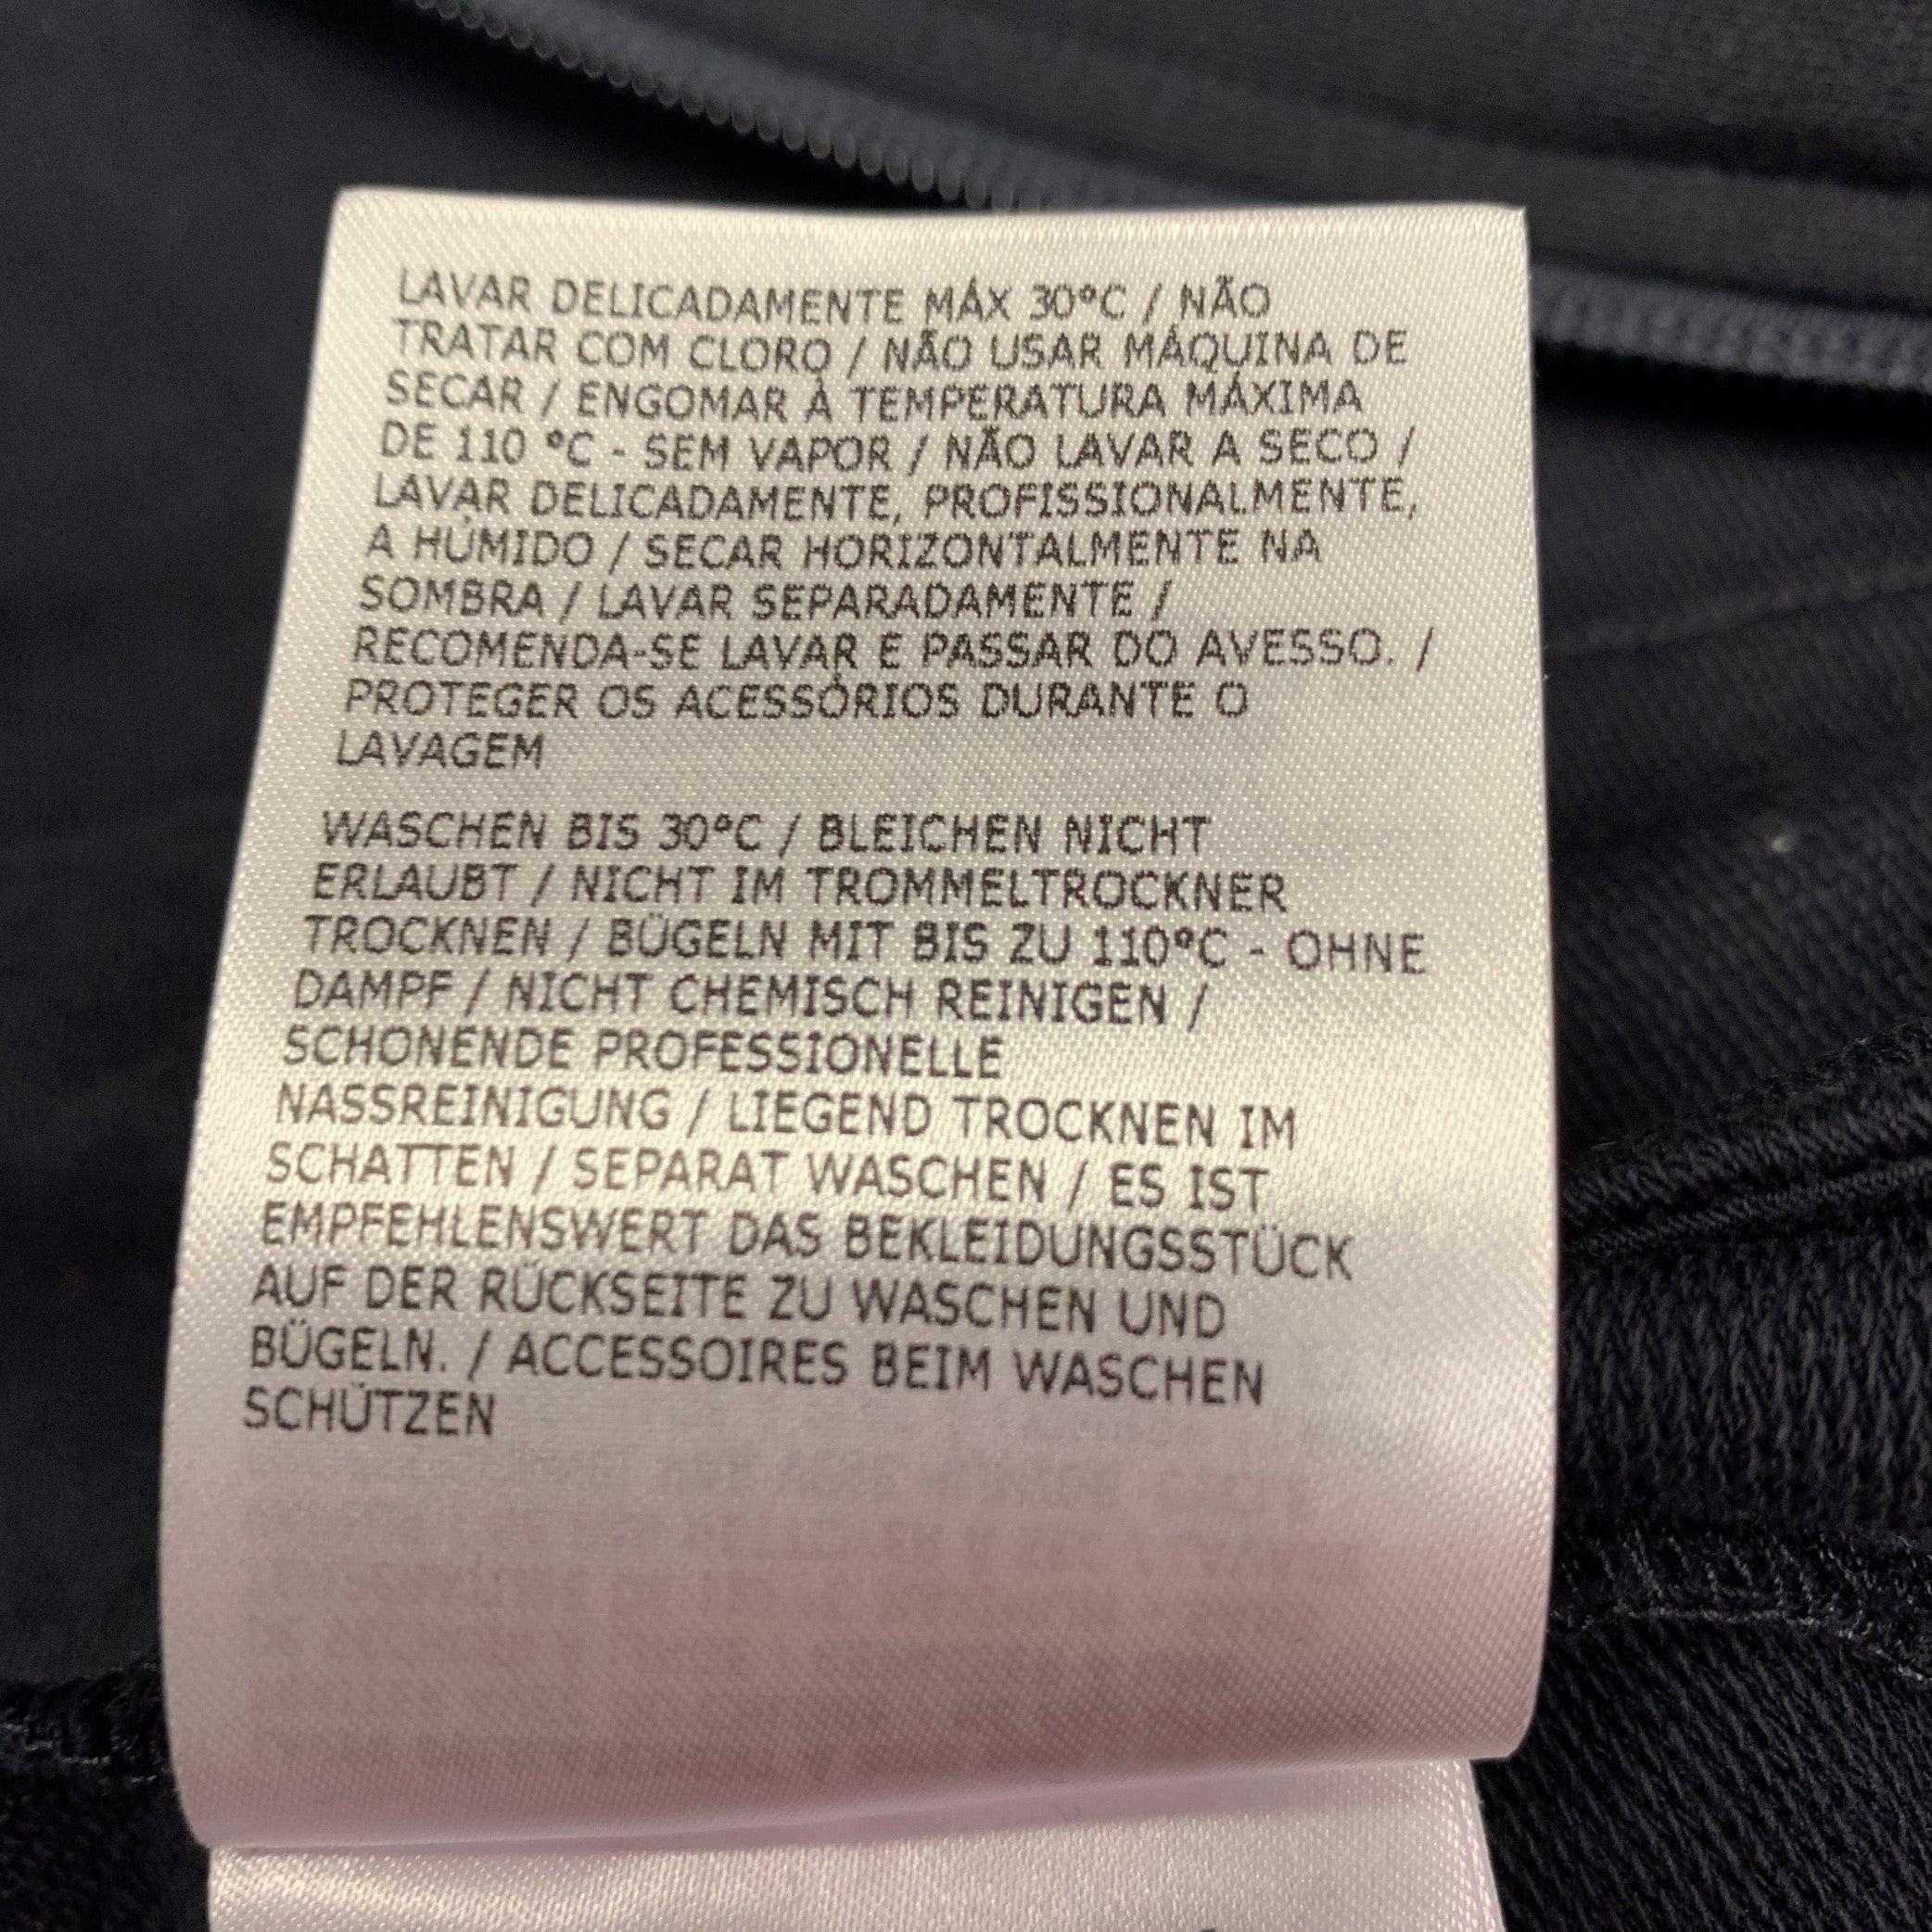 LAVAR DELICADAMENTE MÁX 30°C / NÃO
TRATAR COM CLORO / NÃO USAR MÁQUINA DE
SECAR / ENGOMAR À TEMPERATURA MÁXIMA
DE 110 °C - SEM VAPOR / NÃO LAVAR A SECO /
LAVAR DELICADAMENTE, PROFISSIONALMENTE,
A HÚMIDO / SECAR HORIZONTALMENTE NA
SOMBRA / LAVAR SEPARADAMENTE /
RECOMENDA-SE LAVAR E PASSAR DO AVESSO. /
PROTEGER OS ACESSÓRIOS DURANTE O
LAVAGEM
WASCHEN BIS 30°C / BLEICHEN NICHT
ERLAUBT / NICHT IM TROMMELTROCKNER
TROCKNEN / BÜGELN MIT BIS ZU 110°C - OHNE
DAMPF / NICHT CHEMISCH REINIGEN /
SCHONENDE PROFESSIONELLE
NASSREINIGUNG / LIEGEND TROCKNEN IM
SCHATTEN / SEPARAT WASCHEN / ES IST
EMPFEHLENSWERT DAS BEKLEIDUNGSSTÜCK
AUF DER RÜCKSEITE ZU WASCHEN UND
BÜGELN. / ACCESSOIRES BEIM WASCHEN
SCHÜTZEN